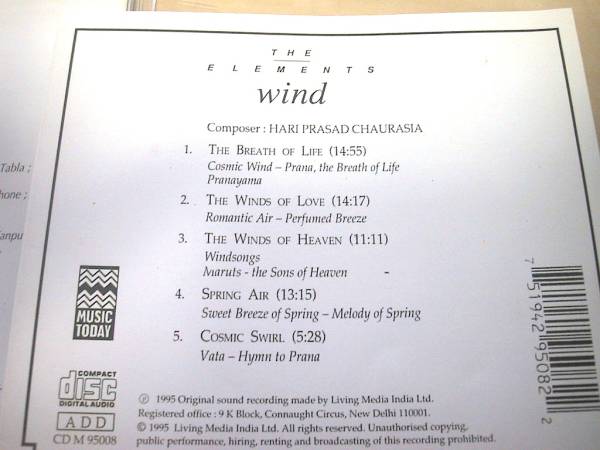 THE
ELEMENTS
wind
Composer : HARI PRASAD CHAURASIA
1. THE BREATH OF LIFE (14:55)
Cosmic Wind – Prana, the Breath of Life
Pranayama
2. THE WINDS OF LOVE (14:17)
Romantic Air – Perfumed Breeze
3. THE WINDS OF HEAVEN (11:11)
Windsongs
Maruts - the Sons of Heaven -
4. SPRING AIR (13:15)
Sweet Breeze of Spring – Melody of Spring
5. COSMIC SWIRL (5:28)
Vata – Hymn to Prana
Tabla ;
hone ;
anpu
MUSIC
TODAY
COMPACT
disc
DIGITAL AUDIO
ADD
CD M 95008
℗ 1995 Original sound recording made by Living Media India Ltd.
Registered office : 9 K Block, Connaught Circus, New Delhi 110001.
© 1995 Living Media India Ltd. All rights reserved. Unauthorised copying,
public performance, hiring, renting and broadcasting of this recording prohibited.
7 51942 95082 2